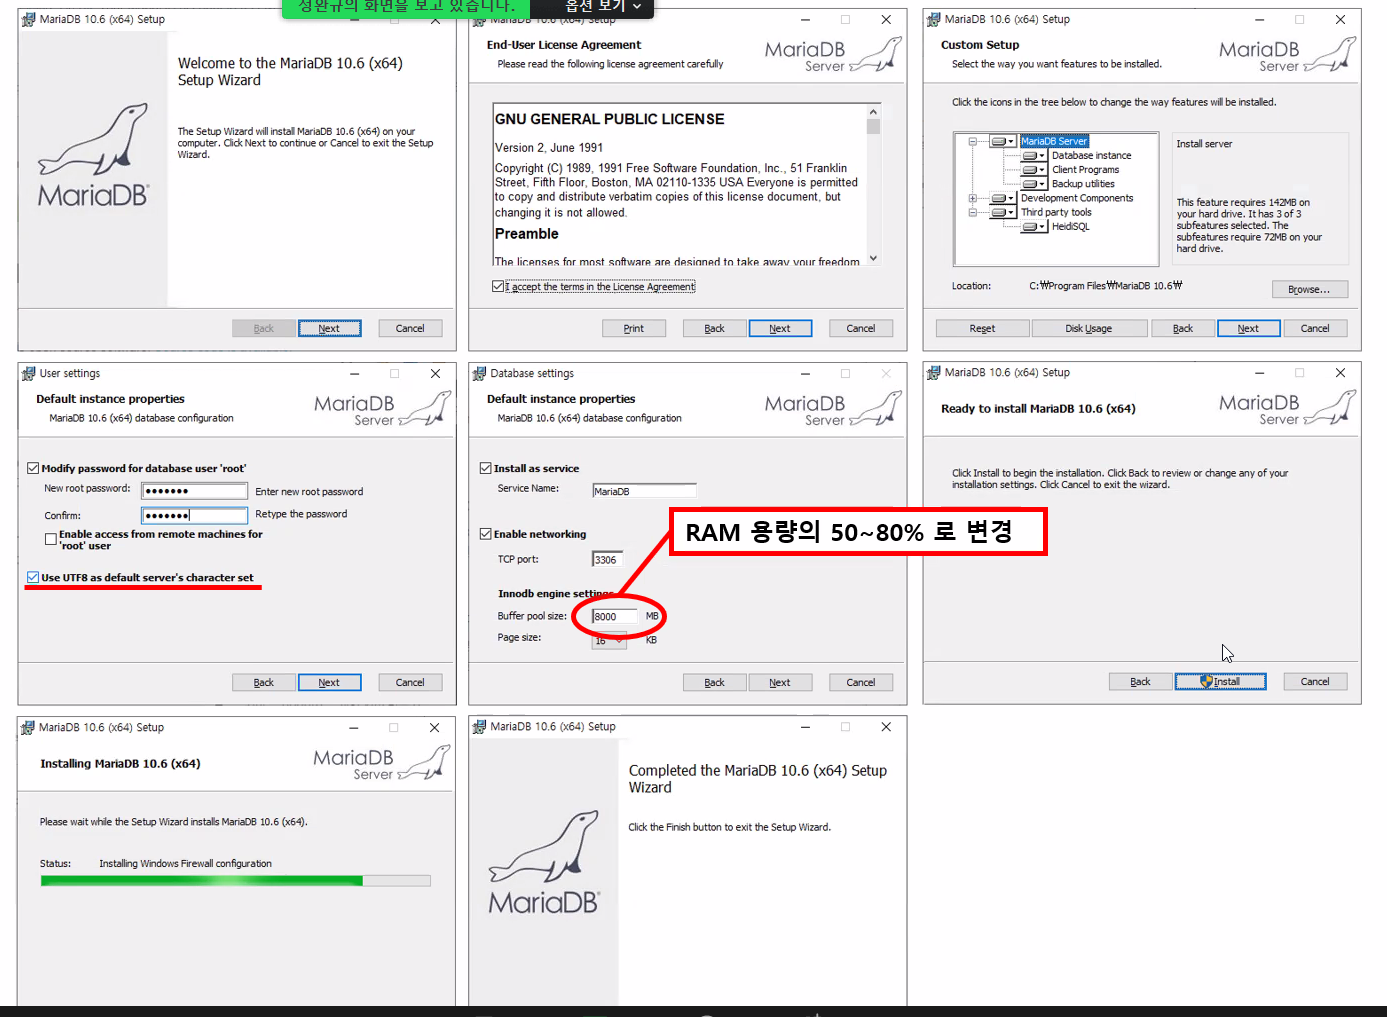 정환규의 화면을 보고 있습니다.
옵션 보기
MariaDB 10.6 (x64) Setup
Welcome to the MariaDB 10.6 (x64)
Setup Wizard
The Setup Wizard will install MariaDB 10.6 (x64) on your
computer. Click Next to continue or Cancel to exit the Setup
Wizard.
MariaDB®
Back
Next
Cancel
MariaDB 10.6 (x64) Setup
End-User License Agreement
Please read the following license agreement carefully
MariaDB
Server
GNU GENERAL PUBLIC LICENSE
Version 2, June 1991
Copyright (C) 1989, 1991 Free Software Foundation, Inc., 51 Franklin
Street, Fifth Floor, Boston, MA 02110-1335 USA Everyone is permitted
to copy and distribute verbatim copies of this license document, but
changing it is not allowed.
Preamble
The licenses for most software are designed to take away your freedom
I accept the terms in the License Agreement
Print
Back
Next
Cancel
MariaDB 10.6 (x64) Setup
Custom Setup
Select the way you want features to be installed.
MariaDB
Server
Click the icons in the tree below to change the way features will be installed.
MariaDB Server
Database instance
Client Programs
Backup utilities
Development Components
Third party tools
HeidiSQL
Install server
This feature requires 142MB on
your hard drive. It has 3 of 3
subfeatures selected. The
subfeatures require 72MB on your
hard drive.
Location:
C:₩Program Files₩MariaDB 10.6₩
Browse...
Reset
Disk Usage
Back
Next
Cancel
User settings
Default instance properties
MariaDB 10.6 (x64) database configuration
MariaDB
Server
Modify password for database user 'root'
New root password:
●●●●●●●
Enter new root password
Confirm:
●●●●●●●
Retype the password
Enable access from remote machines for
'root' user
Use UTF8 as default server's character set
Back
Next
Cancel
Database settings
Default instance properties
MariaDB 10.6 (x64) database configuration
MariaDB
Server
Install as service
Service Name:
MariaDB
RAM 용량의 50~80% 로 변경
Enable networking
TCP port:
3306
Innodb engine settings
Buffer pool size:
8000
MB
Page size:
16
KB
Back
Next
Cancel
MariaDB 10.6 (x64) Setup
Ready to install MariaDB 10.6 (x64)
MariaDB
Server
Click Install to begin the installation. Click Back to review or change any of your
installation settings. Click Cancel to exit the wizard.
Back
Install
Cancel
MariaDB 10.6 (x64) Setup
Installing MariaDB 10.6 (x64)
MariaDB
Server
Please wait while the Setup Wizard installs MariaDB 10.6 (x64).
Status:
Installing Windows Firewall configuration
MariaDB 10.6 (x64) Setup
Completed the MariaDB 10.6 (x64) Setup
Wizard
Click the Finish button to exit the Setup Wizard.
MariaDB®